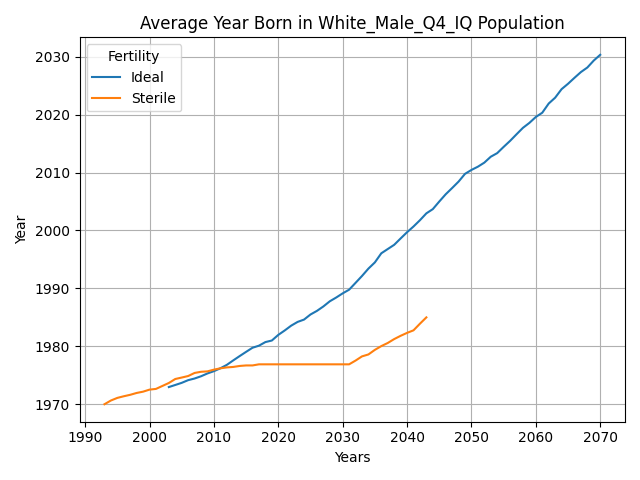 Average Year Born in White_Male_Q4_IQ Population
Fertility
Ideal
Sterile
Year
2030
2020
2010
2000
1990
1980
1970
1990 2000 2010 2020 2030 2040 2050 2060 2070
Years